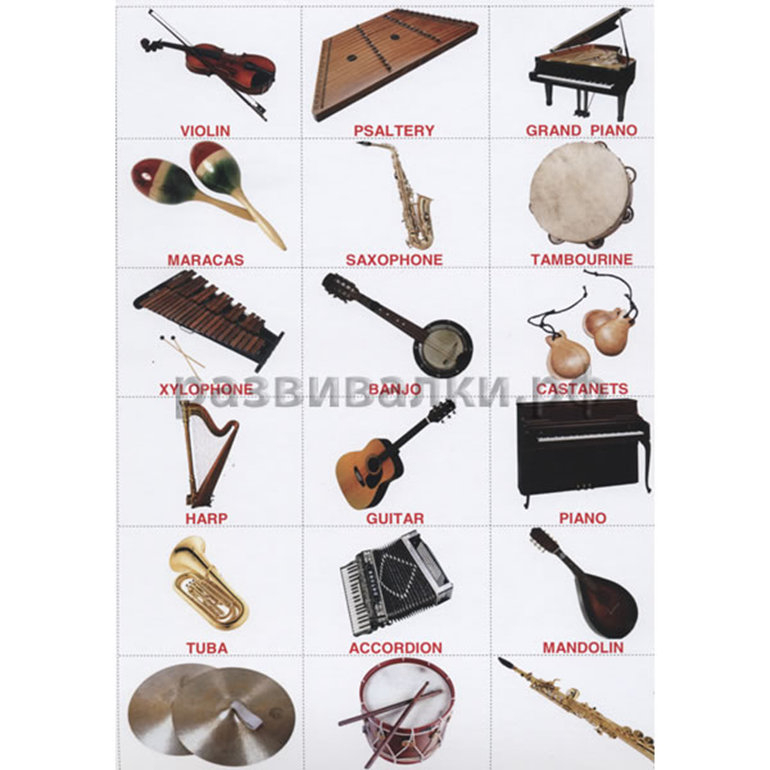 VIOLIN
PSALTERY
GRAND PIANO
MARACAS
SAXOPHONE
TAMBOURINE
XYLOPHONE
BANJO
CASTANETS
развивалки.рф
HARP
GUITAR
PIANO
TUBA
ACCORDION
MANDOLIN